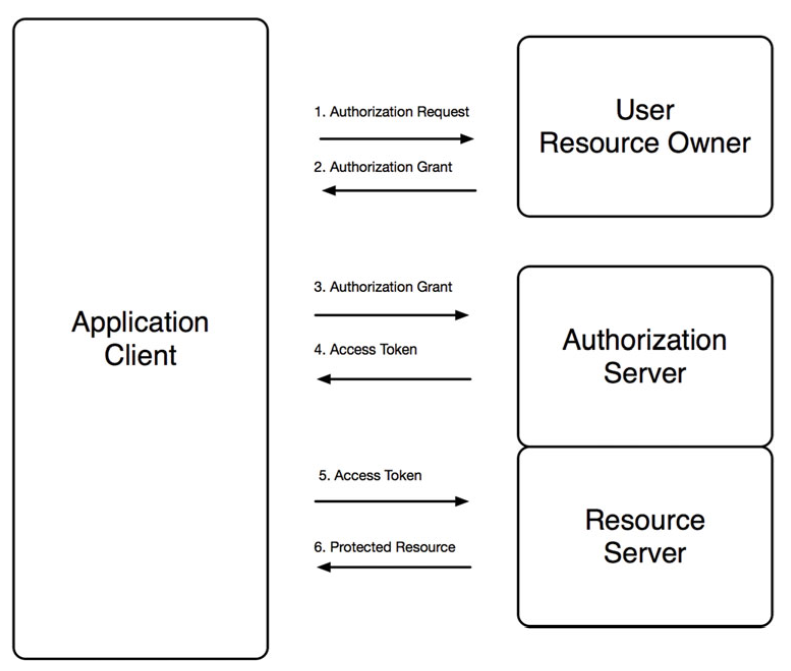 Application
Client
1. Authorization Request
2. Authorization Grant
User
Resource Owner
3. Authorization Grant
4. Access Token
Authorization
Server
5. Access Token
6. Protected Resource
Resource
Server